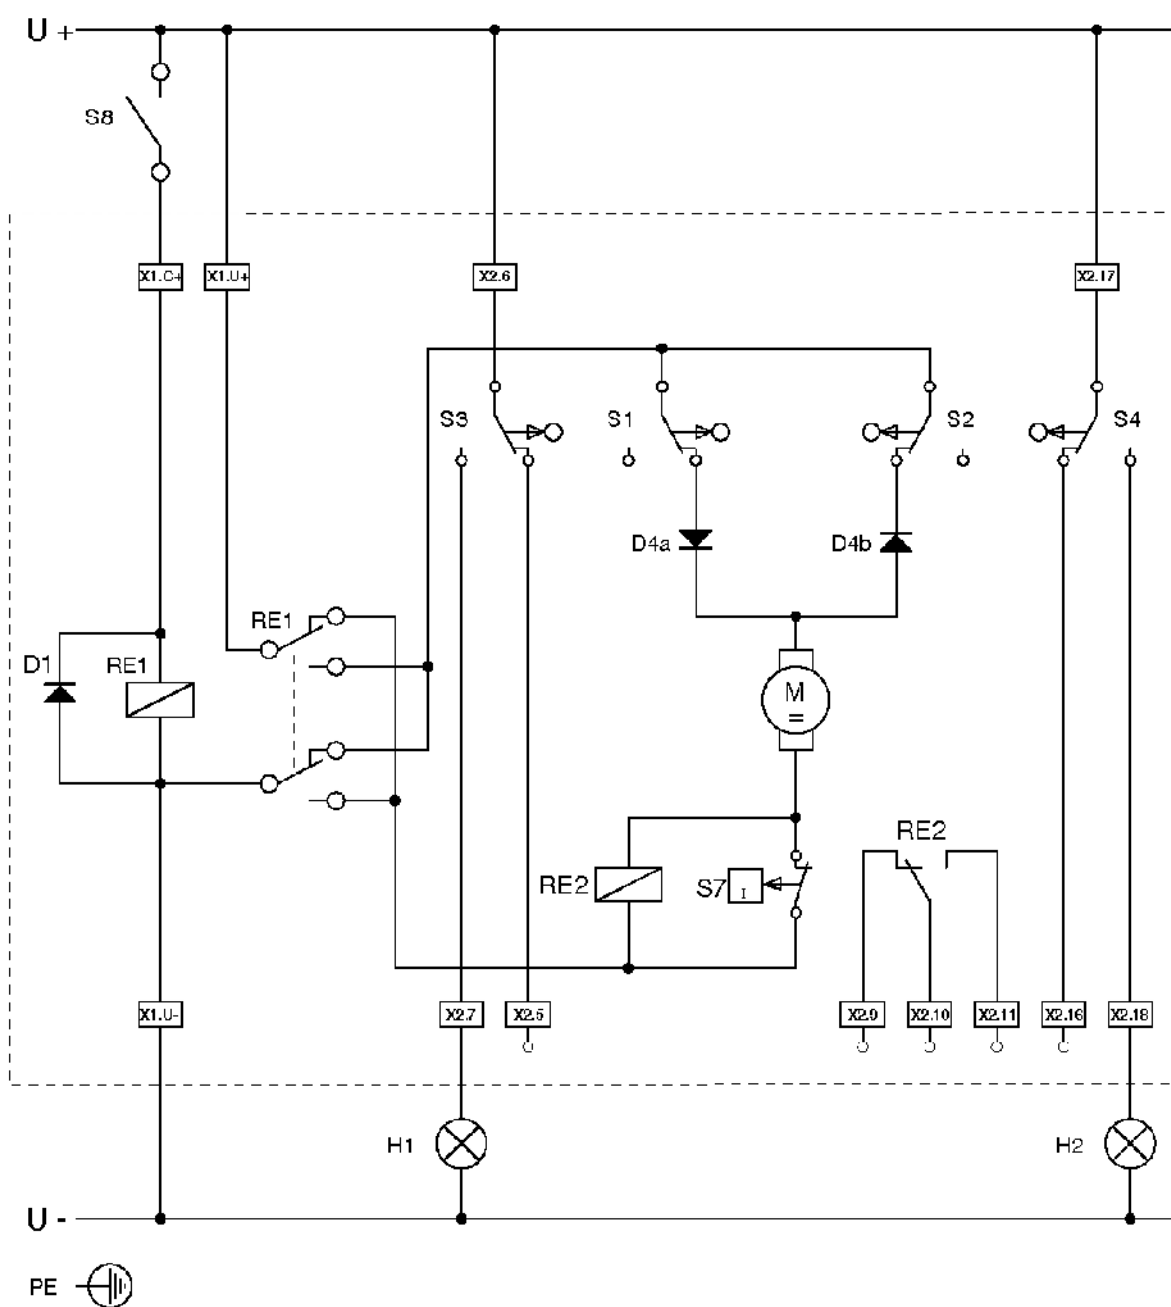 U +
S8
X1.C+ X1.U+ X2.6 X2.17
S3 S1 S2 S4
D4a D4b
RE1
D1 RE1
M
=
RE2
RE2 S7 I
X1.U- X2.7 X2.5 X2.9 X2.10 X2.11 X2.16 X2.18
H1 H2
U -
PE